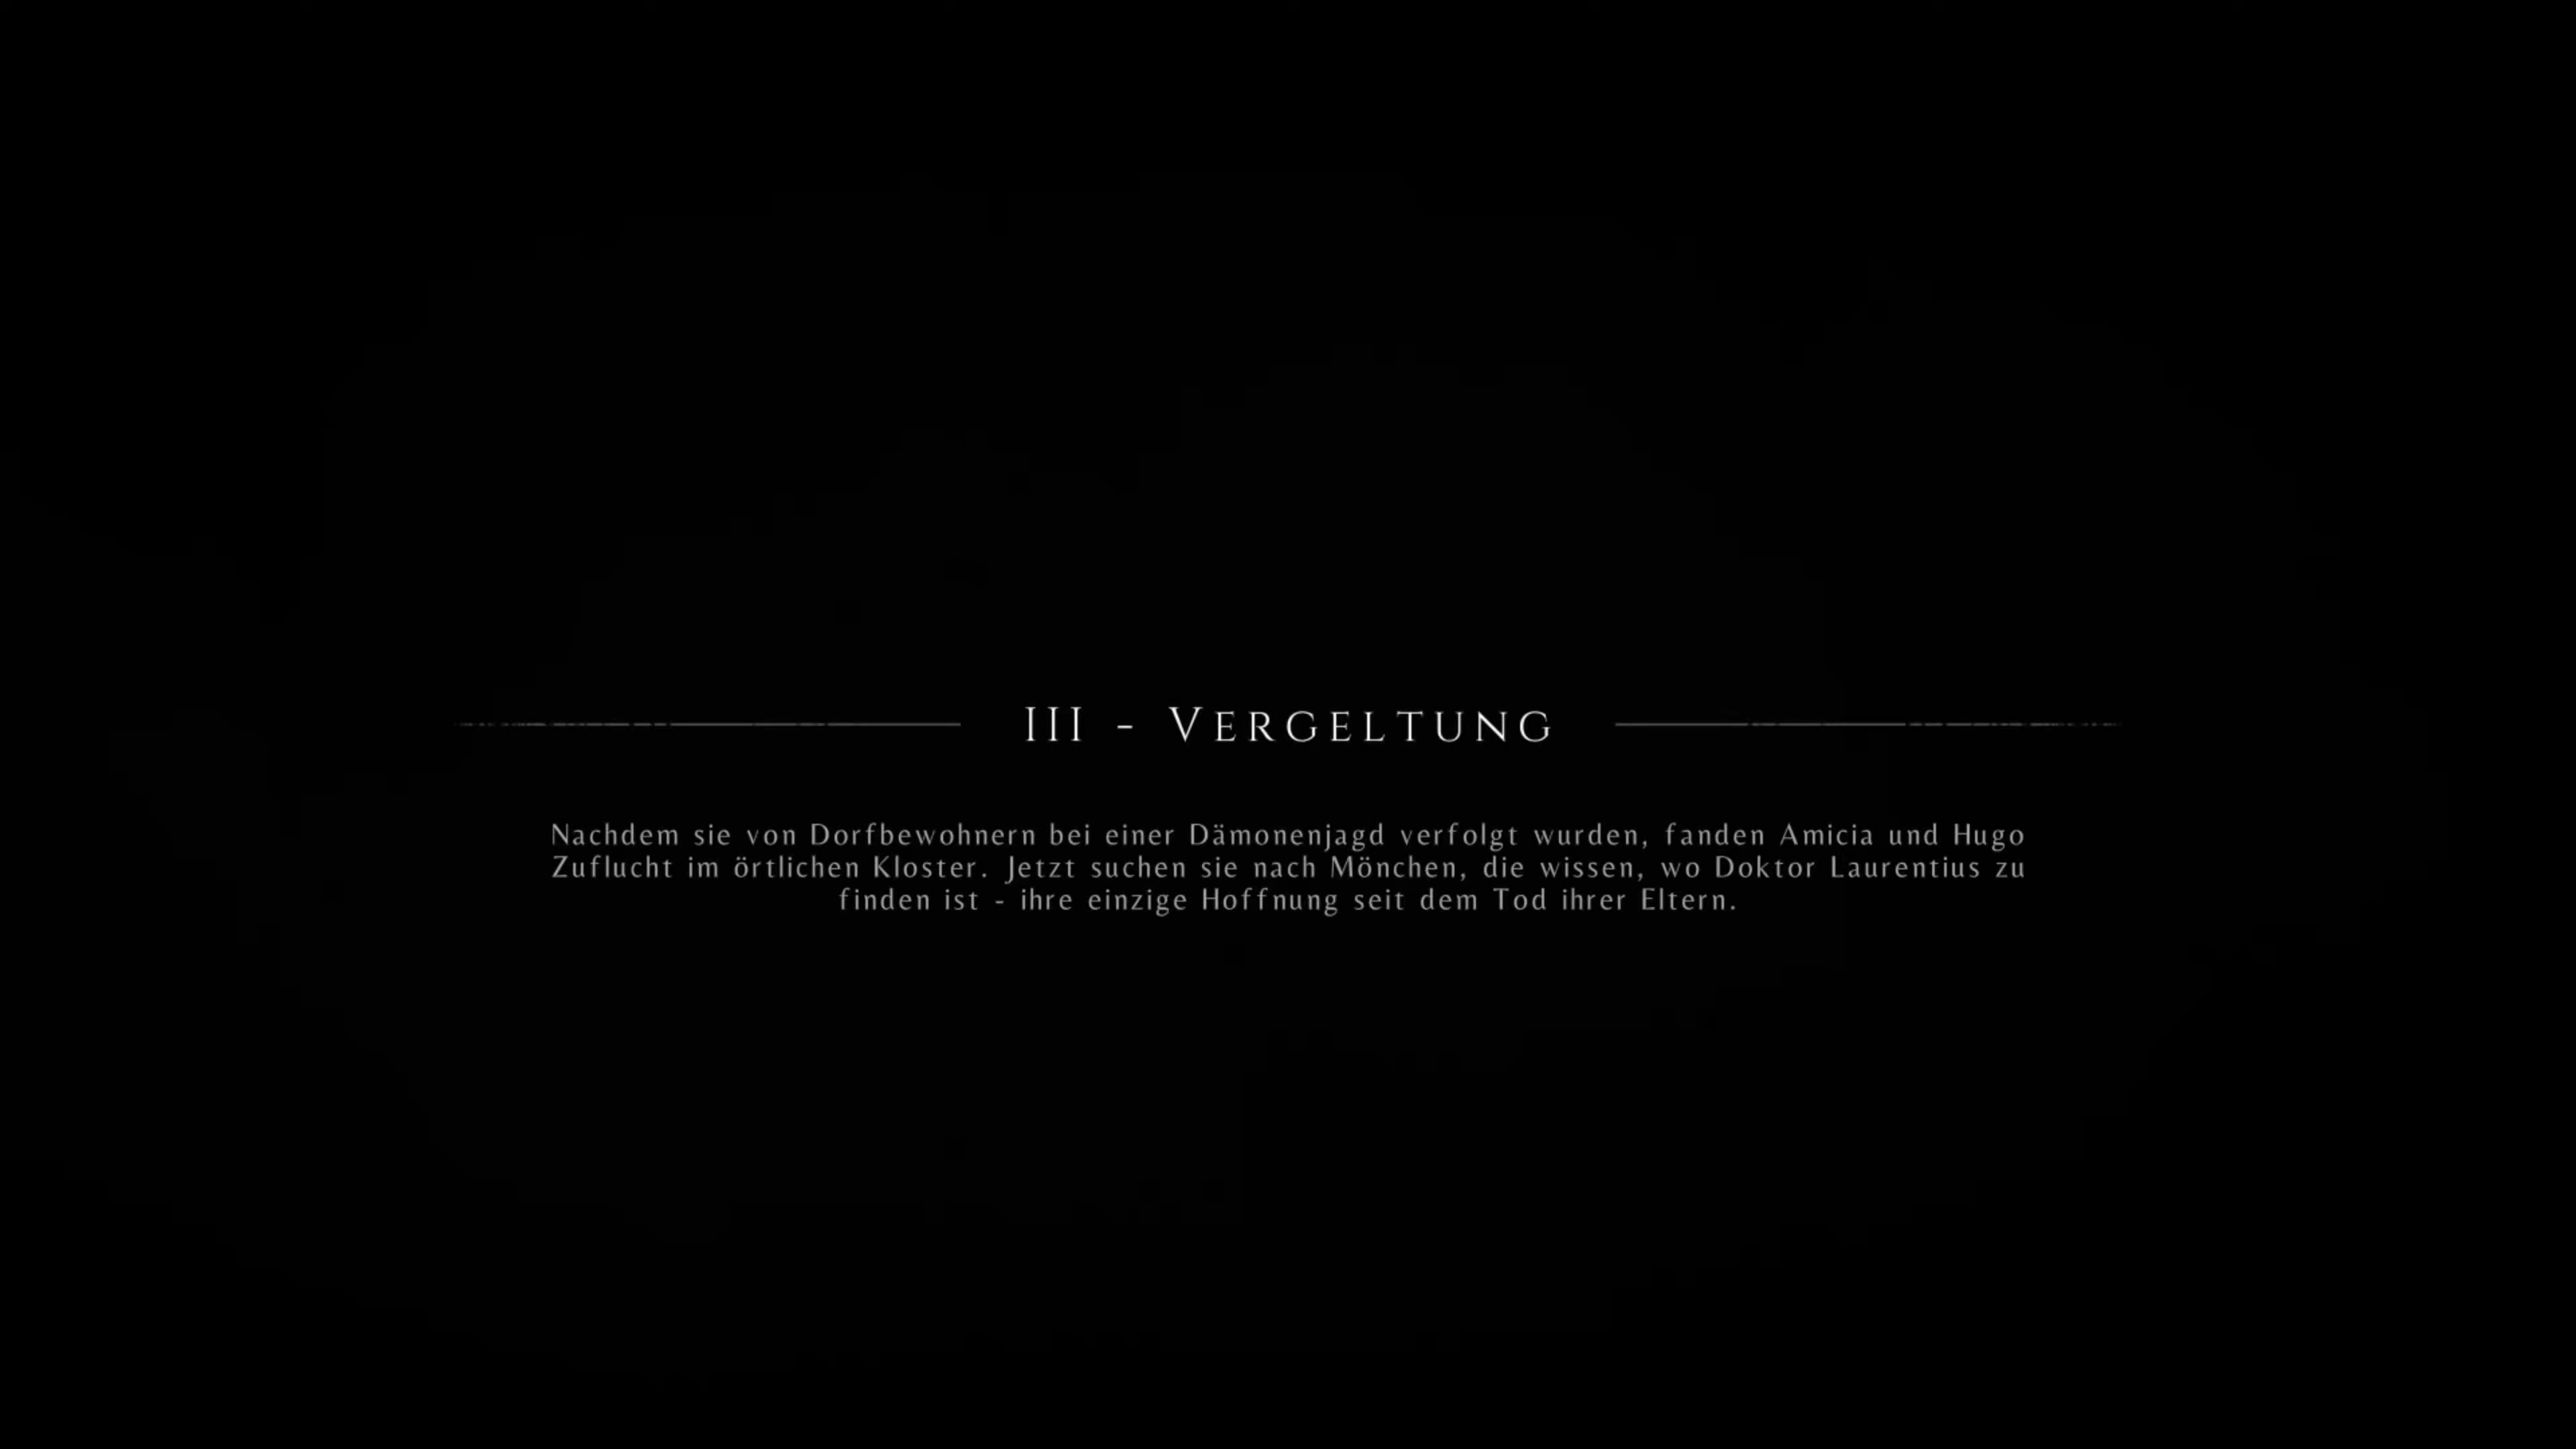 III - Vergeltung
Nachdem sie von Dorfbewohnern bei einer Dämonenjagd verfolgt wurden, fanden Amicia und Hugo
Zuflucht im örtlichen Kloster. Jetzt suchen sie nach Mönchen, die wissen, wo Doktor Laurentius zu
finden ist - ihre einzige Hoffnung seit dem Tod ihrer Eltern.